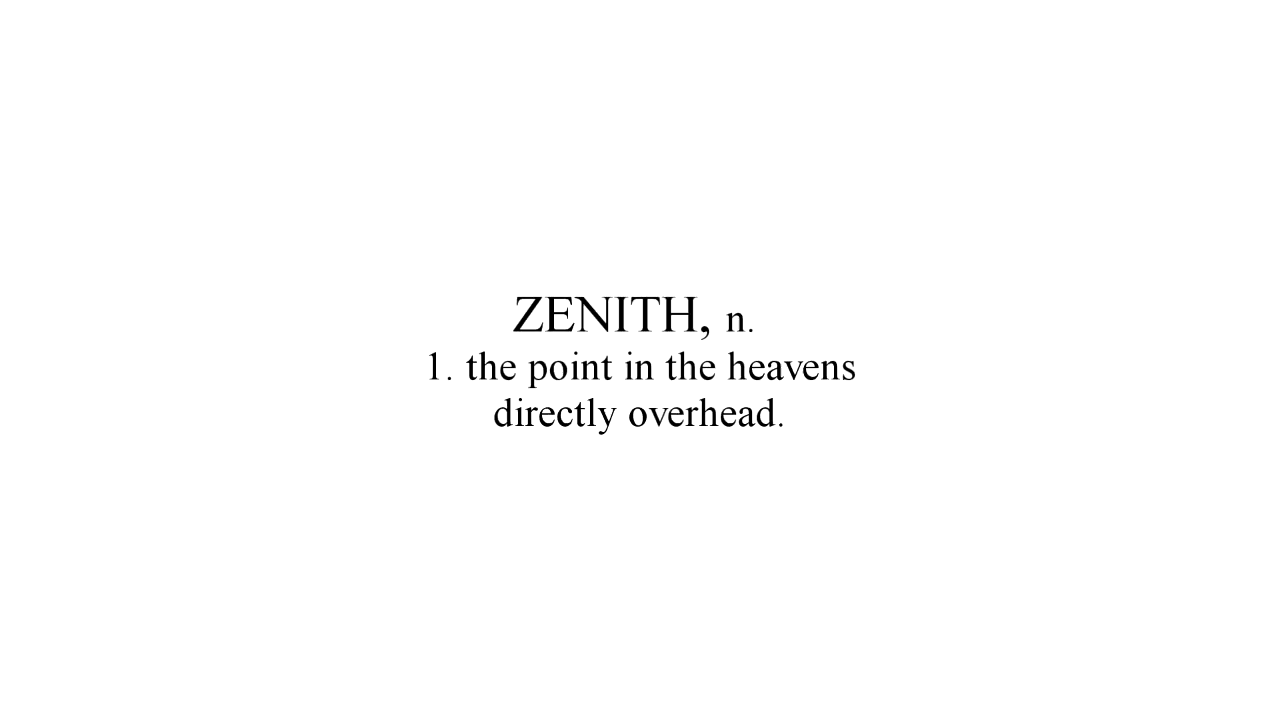 ZENITH, n.
1. the point in the heavens
directly overhead.